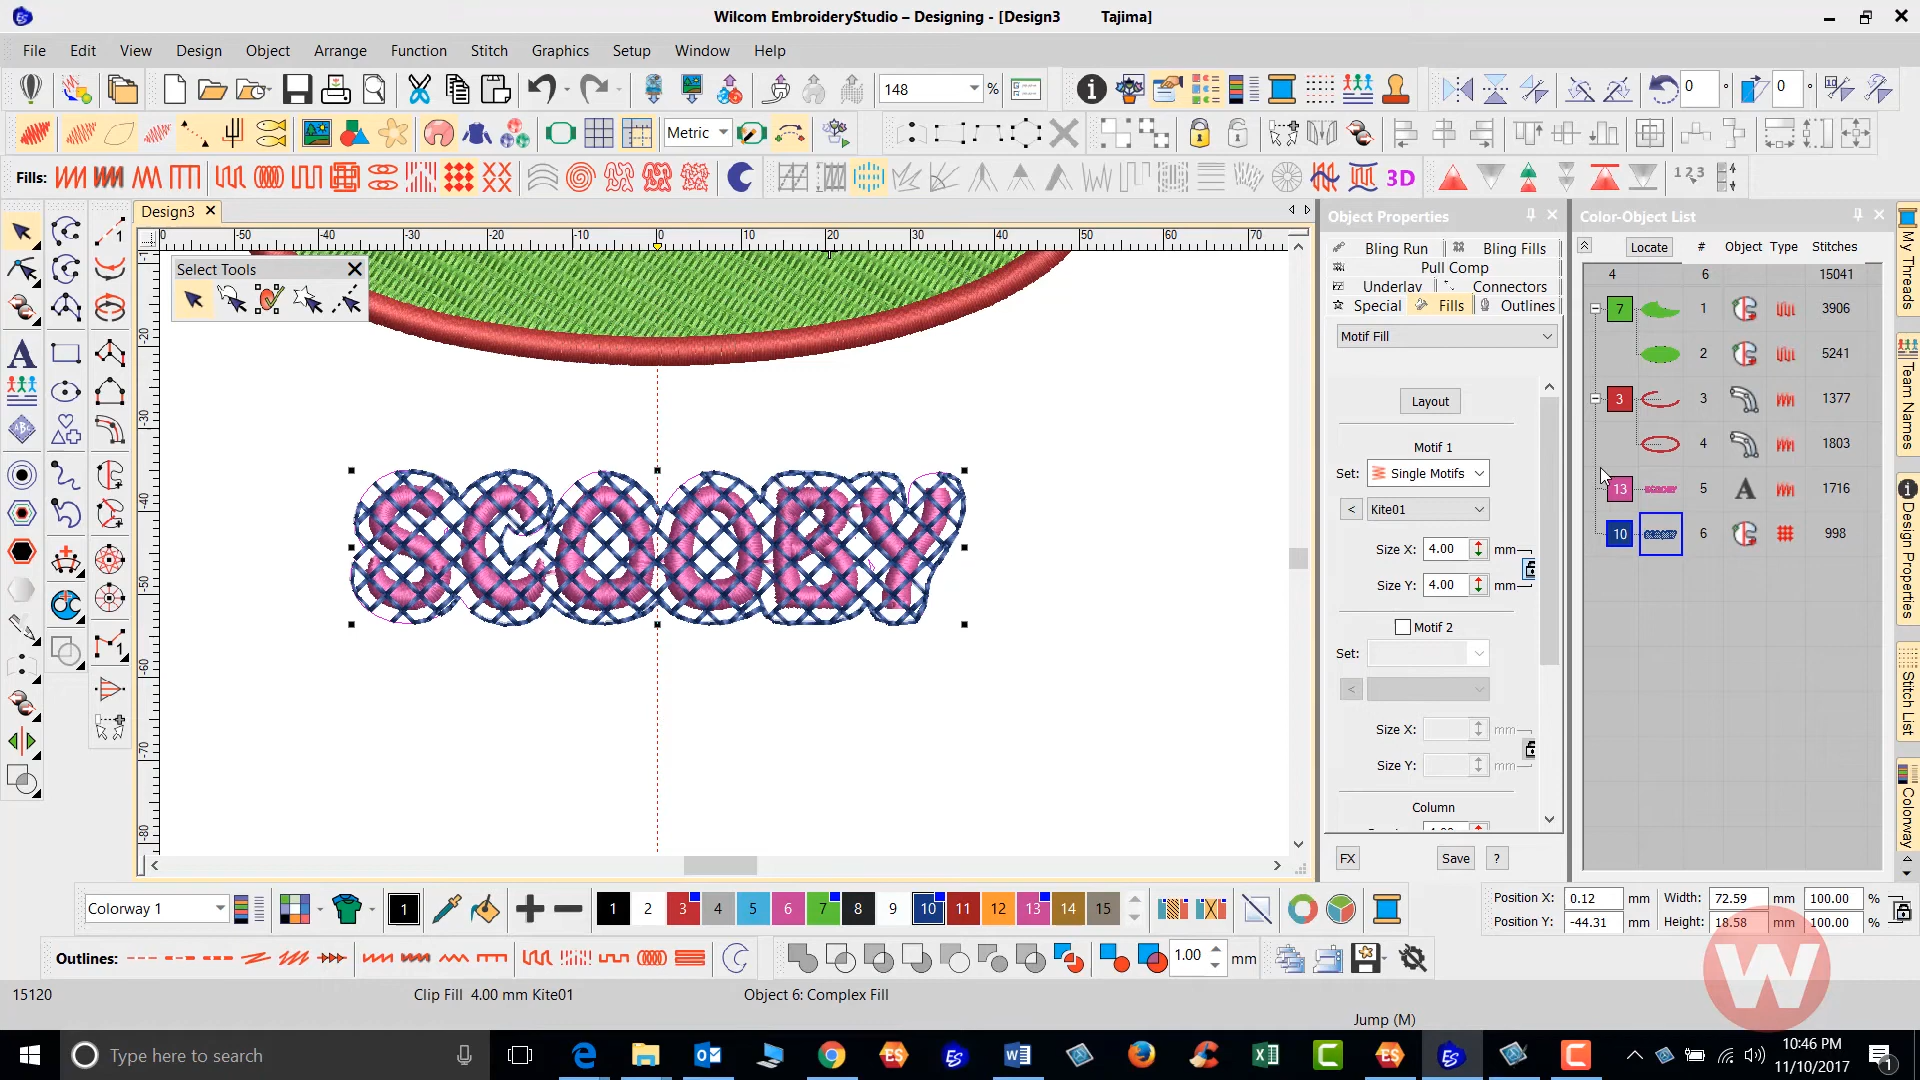 Wilcom EmbroideryStudio – Designing - [Design3 Tajima]
File Edit View Design Object Arrange Function Stitch Graphics Setup Window Help
148 %
0 ° 0 °
Metric
Fills:
3D
1 2 3
Design3
Select Tools
SCOOBY
Object Properties
Bling Run Bling Fills
Pull Comp
Underlay Connectors
Special Fills Outlines
Motif Fill
Layout
Motif 1
Set: Single Motifs
< Kite01
Size X: 4.00 mm
Size Y: 4.00 mm
Motif 2
Set:
<
Size X: mm
Size Y: mm
Column
FX Save ?
Color-Object List
Locate # Object Type Stitches
4 6 15041
7 1 3906
2 5241
3 3 1377
4 1803
13 5 1716
10 6 998
My Threads
Team Names
Design Properties
Stitch List
Colorway
Colorway 1
1
1 2 3 4 5 6 7 8 9 10 11 12 13 14 15
Position X: 0.12 mm Width: 72.59 mm 100.00 %
Position Y: -44.31 mm Height: 18.58 mm 100.00 %
Outlines:
1.00 mm
15120 Clip Fill 4.00 mm Kite01 Object 6: Complex Fill
Jump (M)
W
Type here to search
10:46 PM
11/10/2017